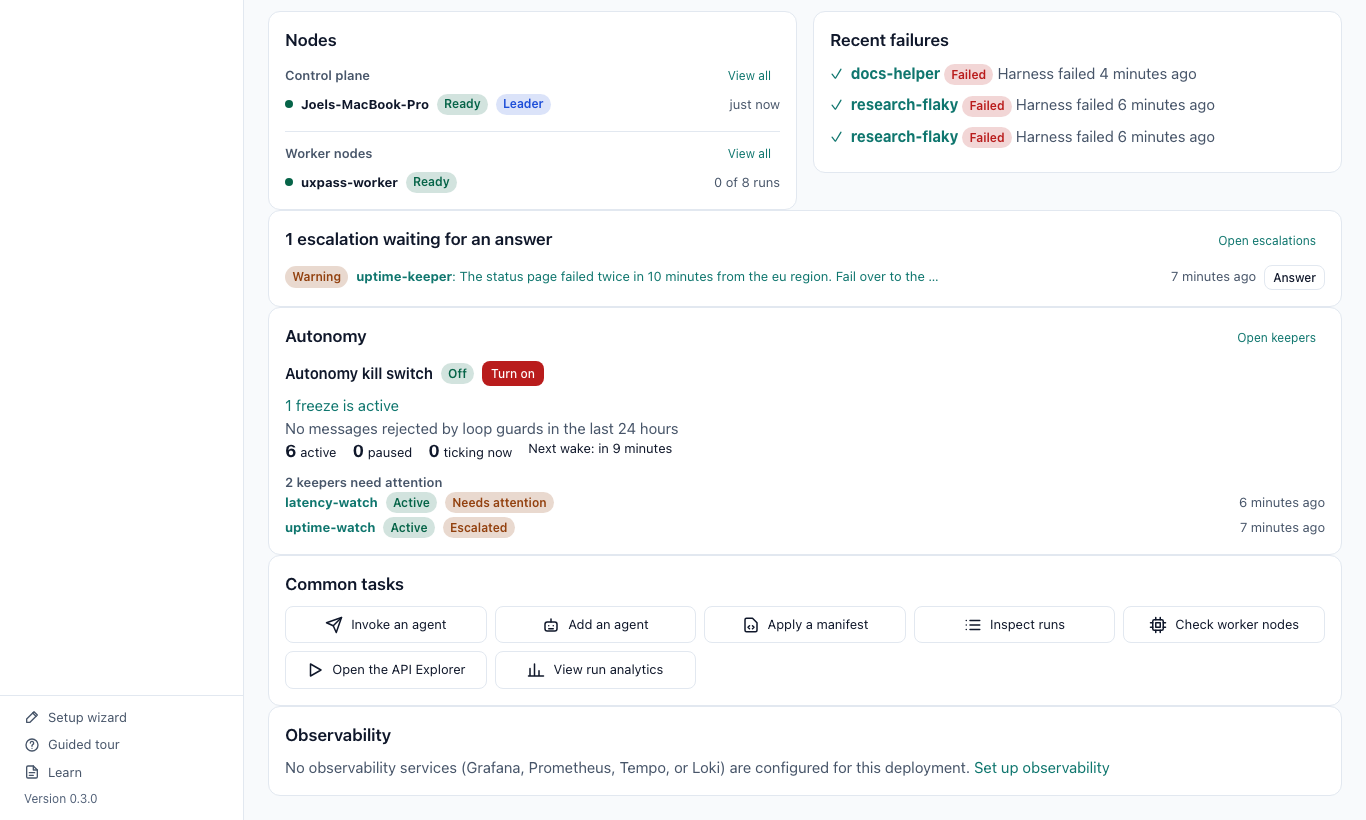 Nodes
Control plane
View all
Joels-MacBook-Pro Ready Leader just now
Worker nodes
View all
uxpass-worker Ready 0 of 8 runs
Recent failures
docs-helper Failed Harness failed 4 minutes ago
research-flaky Failed Harness failed 6 minutes ago
research-flaky Failed Harness failed 6 minutes ago
1 escalation waiting for an answer
Open escalations
Warning uptime-keeper: The status page failed twice in 10 minutes from the eu region. Fail over to the ... 7 minutes ago Answer
Autonomy
Open keepers
Autonomy kill switch Off Turn on
1 freeze is active
No messages rejected by loop guards in the last 24 hours
6 active 0 paused 0 ticking now Next wake: in 9 minutes
2 keepers need attention
latency-watch Active Needs attention 6 minutes ago
uptime-watch Active Escalated 7 minutes ago
Common tasks
Invoke an agent
Add an agent
Apply a manifest
Inspect runs
Check worker nodes
Open the API Explorer
View run analytics
Observability
No observability services (Grafana, Prometheus, Tempo, or Loki) are configured for this deployment. Set up observability
Setup wizard
Guided tour
Learn
Version 0.3.0